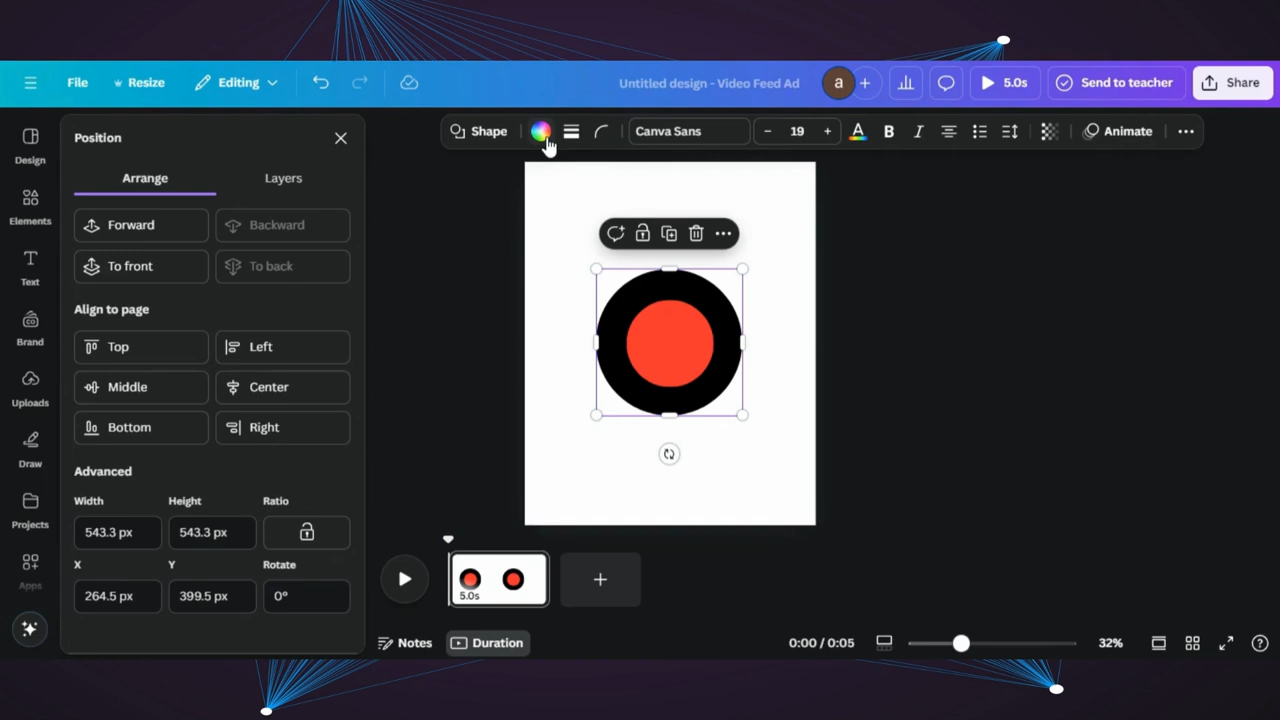 File
Resize
Editing
Untitled design - Video Feed Ad
a
5.0s
Send to teacher
Share
Design
Elements
Text
Brand
Uploads
Draw
Projects
Apps
Position
Arrange
Layers
Forward
Backward
To front
To back
Align to page
Top
Left
Middle
Center
Bottom
Right
Advanced
Width
Height
Ratio
543.3 px
543.3 px
X
Y
Rotate
264.5 px
399.5 px
0°
Shape
Canva Sans
19
A
B
I
Animate
5.0s
Notes
Duration
0:00 / 0:05
32%